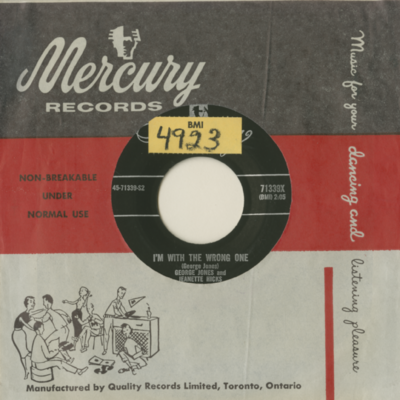 Mercury
RECORDS
Music for your dancing and listening pleasure
BMI
4923
NON-BREAKABLE
UNDER
NORMAL USE
45-71339-S2
71339X
(BMI) 2:05
I'M WITH THE WRONG ONE
(George Jones)
GEORGE JONES and
JEANETTE HICKS
Manufactured by Quality Records Limited, Toronto, Ontario